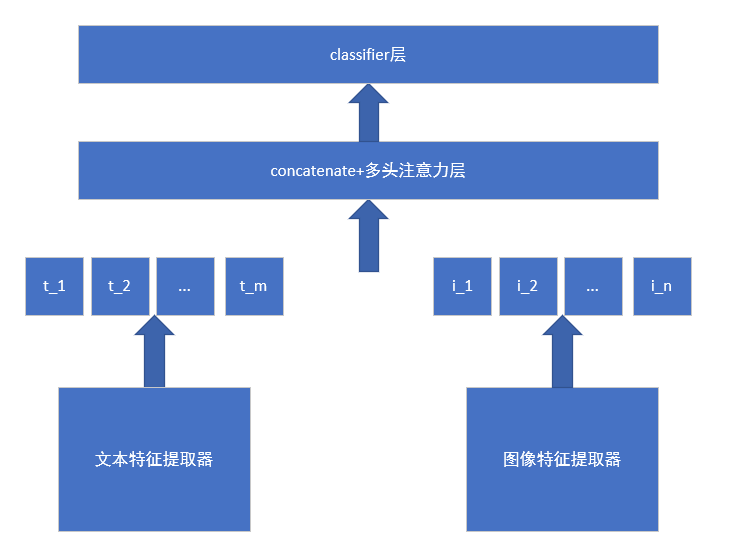 classifier层
concatenate+多头注意力层
t_1 t_2 ... t_m i_1 i_2 ... i_n
文本特征提取器 图像特征提取器